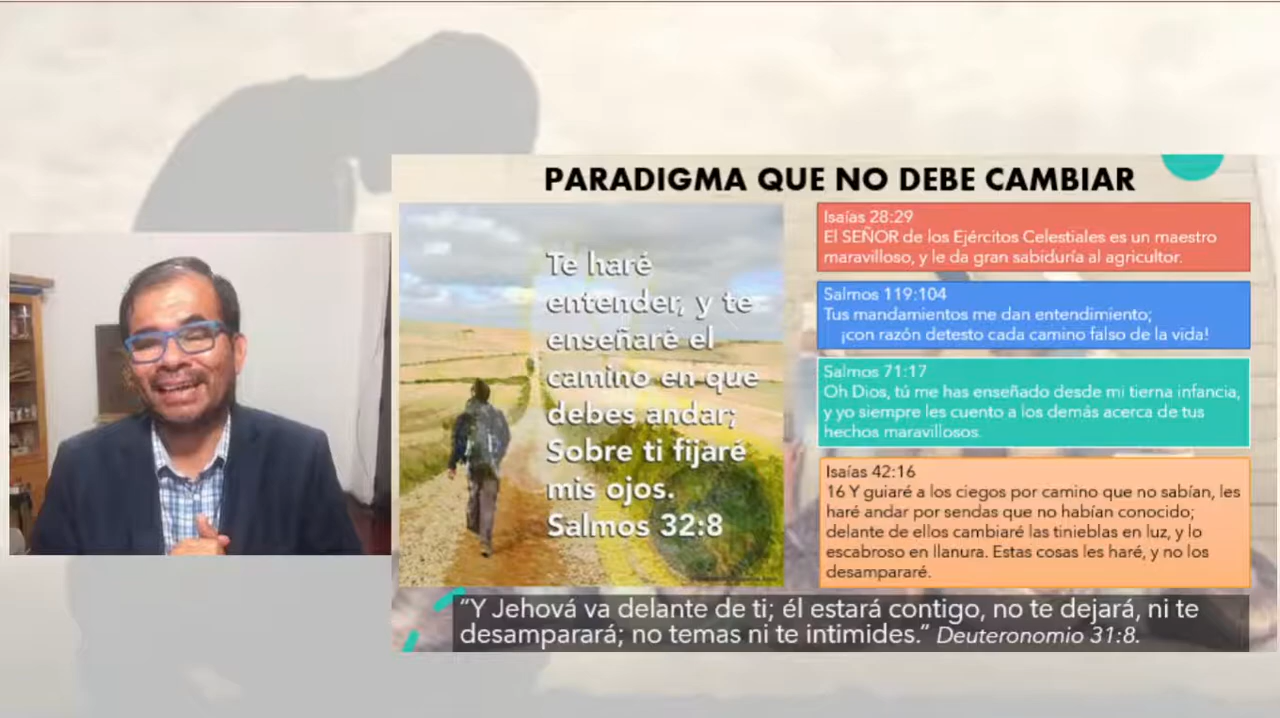 PARADIGMA QUE NO DEBE CAMBIAR
Te haré
entender, y te
enseñaré el
camino en que
debes andar;
Sobre ti fijaré
mis ojos.
Salmos 32:8
Isaías 28:29
El SEÑOR de los Ejércitos Celestiales es un maestro
maravilloso, y le da gran sabiduría al agricultor.
Salmos 119:104
Tus mandamientos me dan entendimiento;
¡con razón detesto cada camino falso de la vida!
Salmos 71:17
Oh Dios, tú me has enseñado desde mi tierna infancia,
y yo siempre les cuento a los demás acerca de tus
hechos maravillosos.
Isaías 42:16
16 Y guiaré a los ciegos por camino que no sabían, les
haré andar por sendas que no habían conocido;
delante de ellos cambiaré las tinieblas en luz, y lo
escabroso en llanura. Estas cosas les haré, y no los
desampararé.
“Y Jehová va delante de ti; él estará contigo, no te dejará, ni te
desamparará; no temas ni te intimides.” Deuteronomio 31:8.